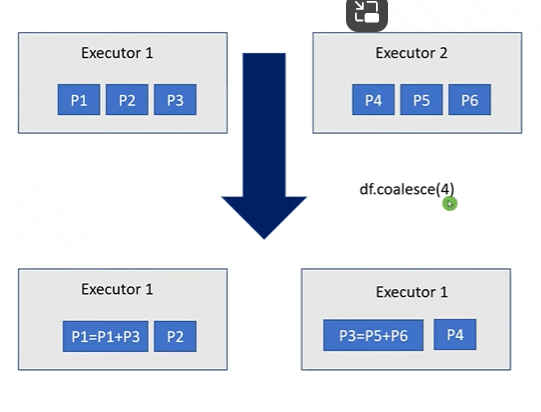 Executor 1
P1 P2 P3
Executor 2
P4 P5 P6
df.coalesce(4)
Executor 1
P1=P1+P3 P2
Executor 1
P3=P5+P6 P4